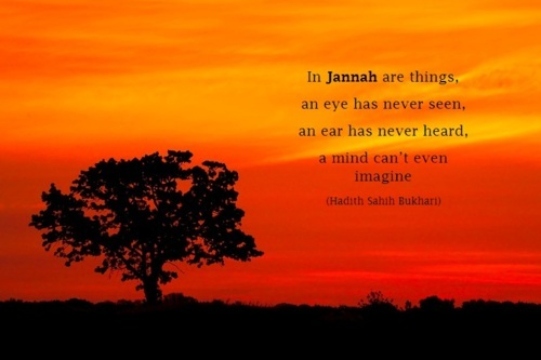 In Jannah are things,
an eye has never seen,
an ear has never heard,
a mind can't even
imagine
(Hadith Sahih Bukhari)